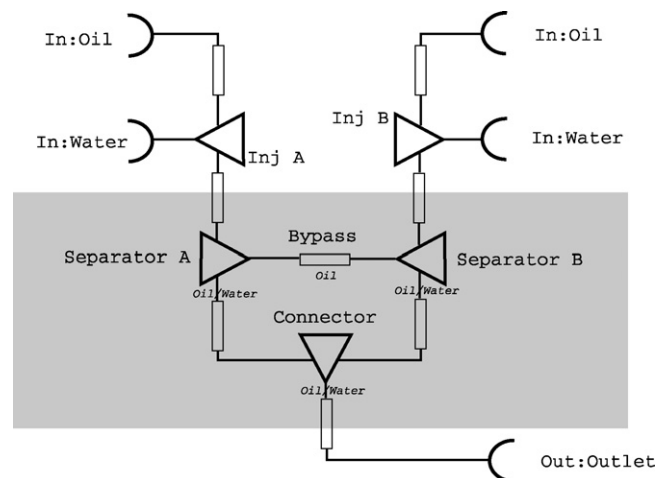 In:Oil
In:Oil
Inj B
In:Water
In:Water
Inj A
Bypass
Separator A
Separator B
Oil
Oil/Water
Oil/Water
Connector
Oil/Water
Out:Outlet